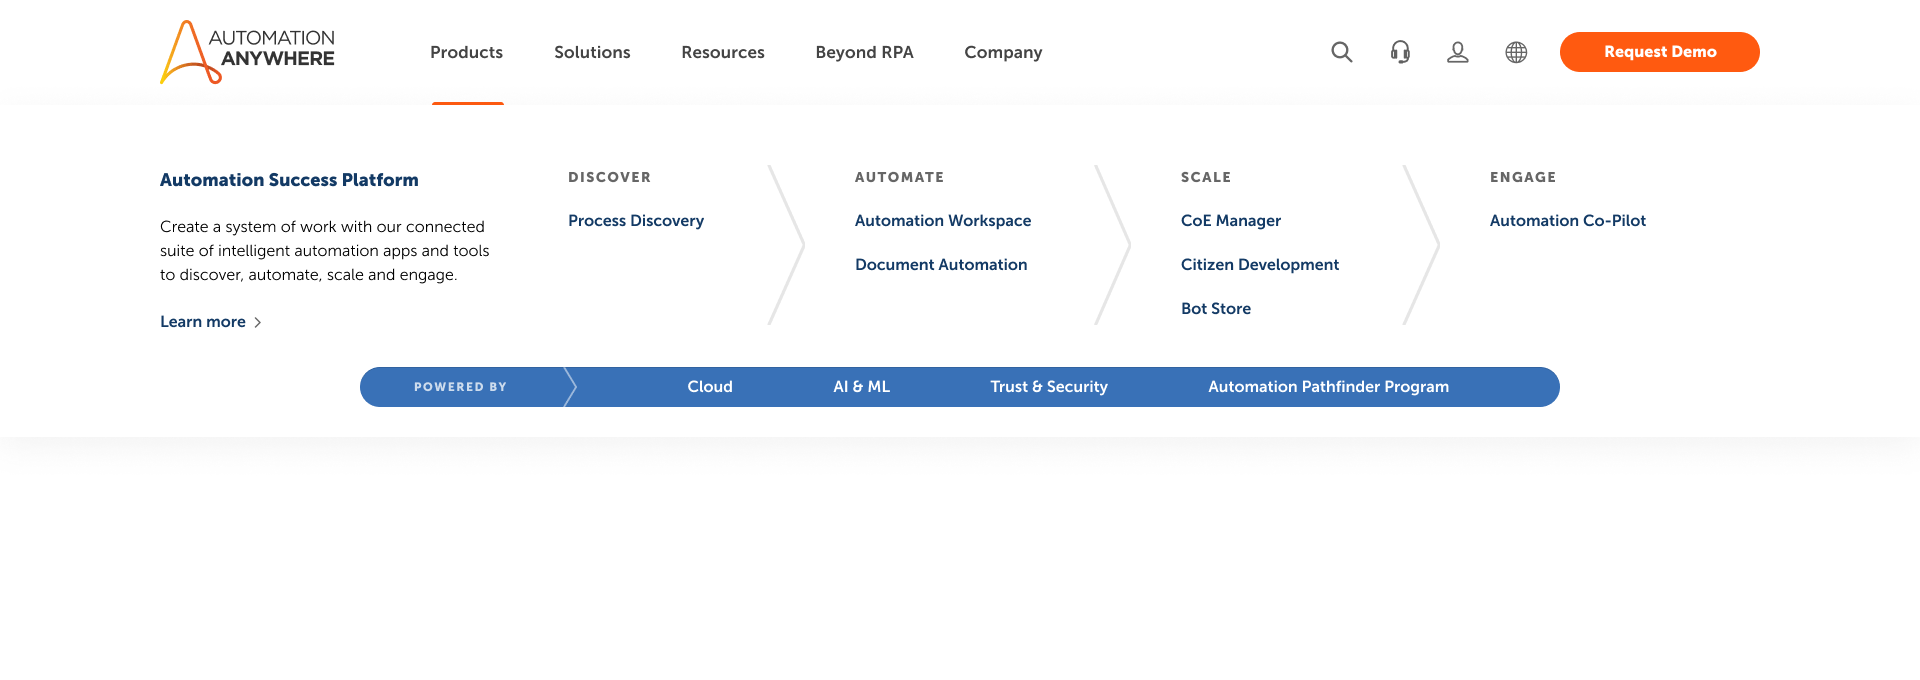 AUTOMATION
ANYWHERE
Products
Solutions
Resources
Beyond RPA
Company
Request Demo
Automation Success Platform
Create a system of work with our connected
suite of intelligent automation apps and tools
to discover, automate, scale and engage.
Learn more
DISCOVER
Process Discovery
AUTOMATE
Automation Workspace
Document Automation
SCALE
CoE Manager
Citizen Development
Bot Store
ENGAGE
Automation Co-Pilot
POWERED BY
Cloud
AI & ML
Trust & Security
Automation Pathfinder Program